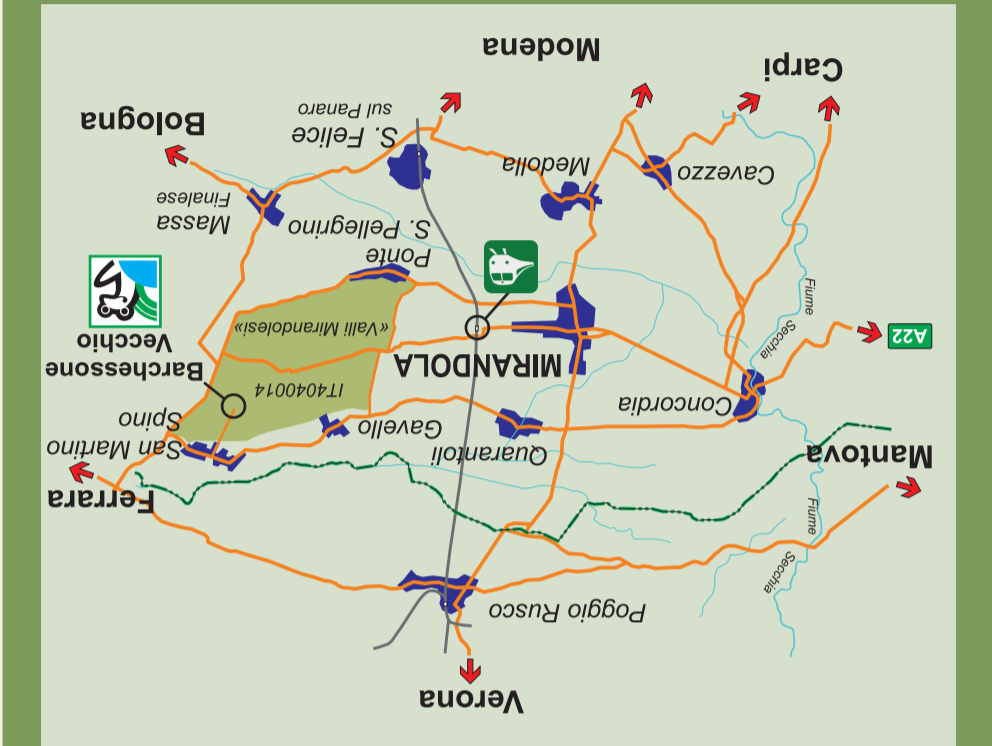 Verona
Poggio Rusco
Secchia
Fiume
Mantova
Ferrara
San Martino
Spino
Quarantoli
Gavello
Concordia
Barchessone
Vecchio
IT4040014
«Valli Mirandolesi»
MIRANDOLA
A22
Secchia
Fiume
Ponte
S. Pellegrino
Massa
Finalese
Cavezzo
Medolla
S. Felice
sul Panaro
Bologna
Carpi
Modena